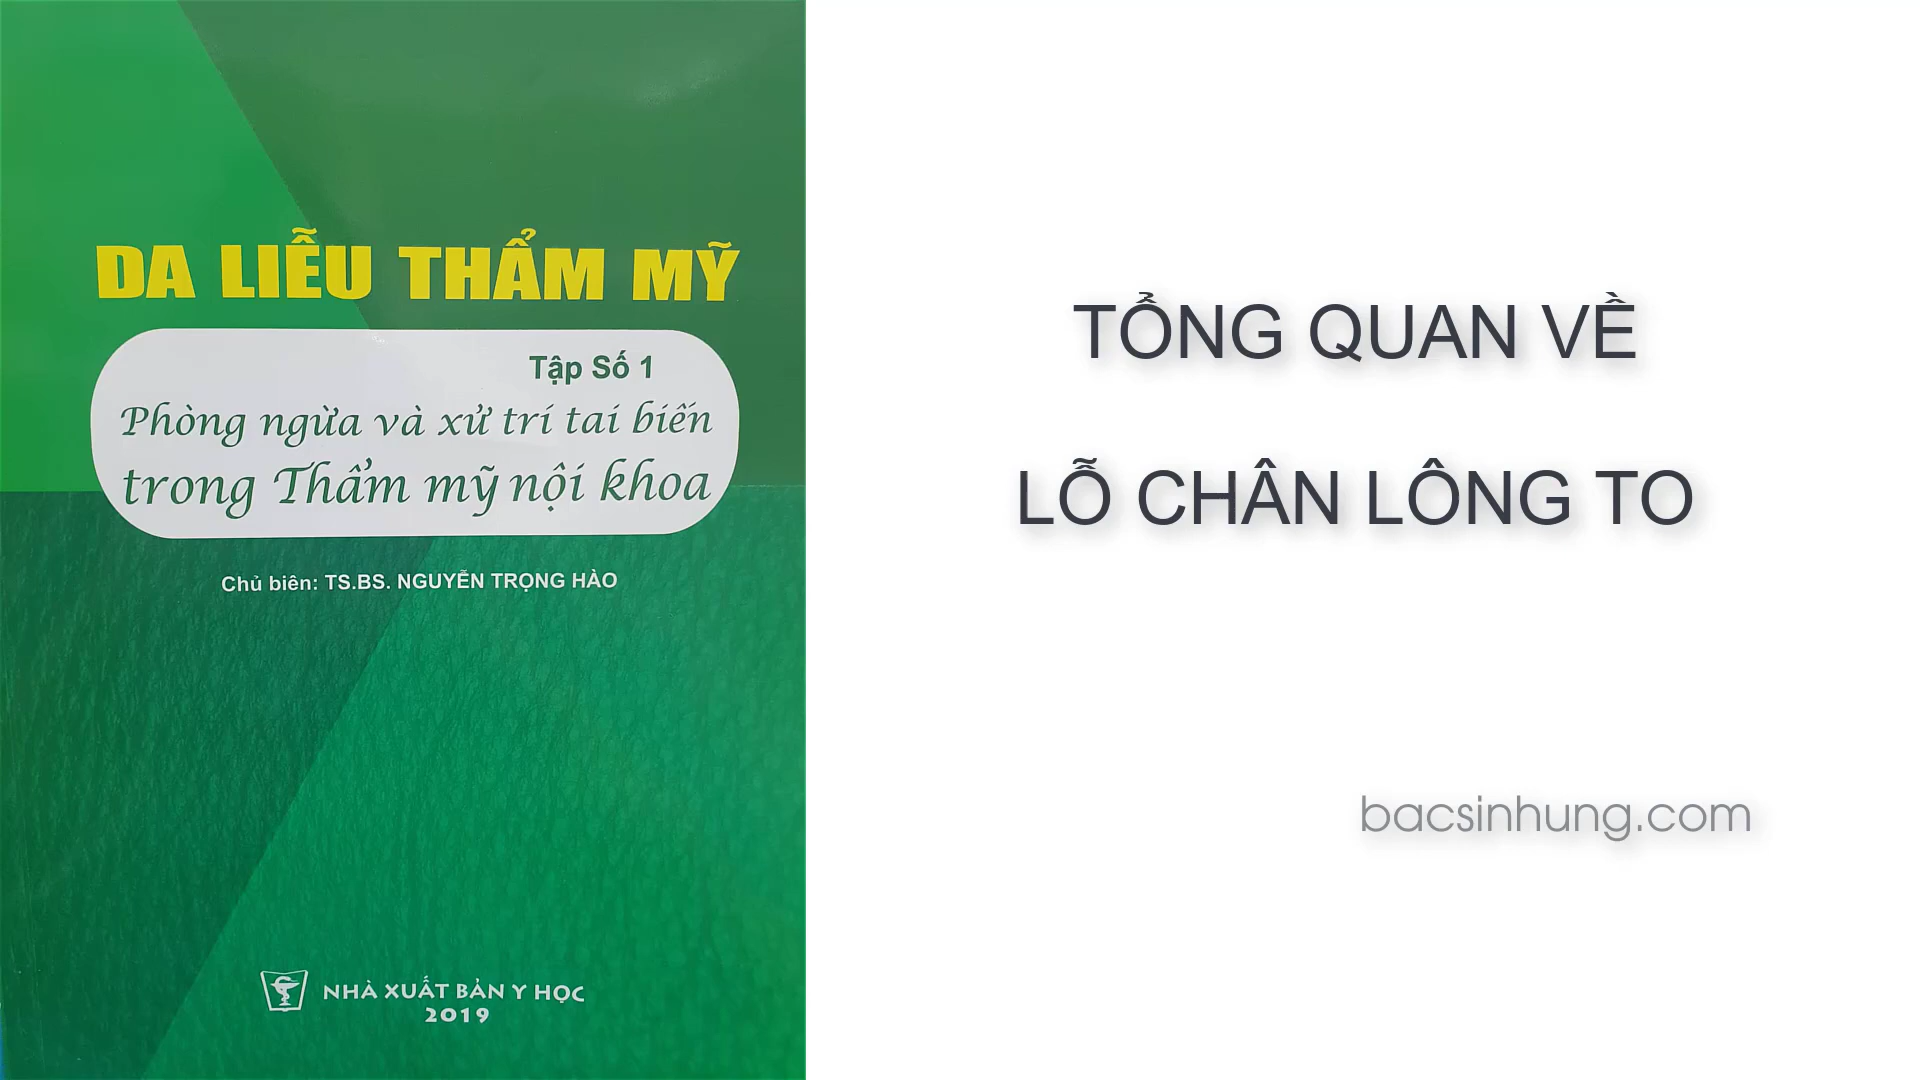 DA LIỄU THẨM MỸ
Tập Số 1
Phòng ngừa và xử trí tai biến
trong Thẩm mỹ nội khoa
Chủ biên: TS.BS. NGUYỄN TRỌNG HÀO
NHÀ XUẤT BẢN Y HỌC
2019
TỔNG QUAN VỀ
LỖ CHÂN LÔNG TO
bacsinhung.com